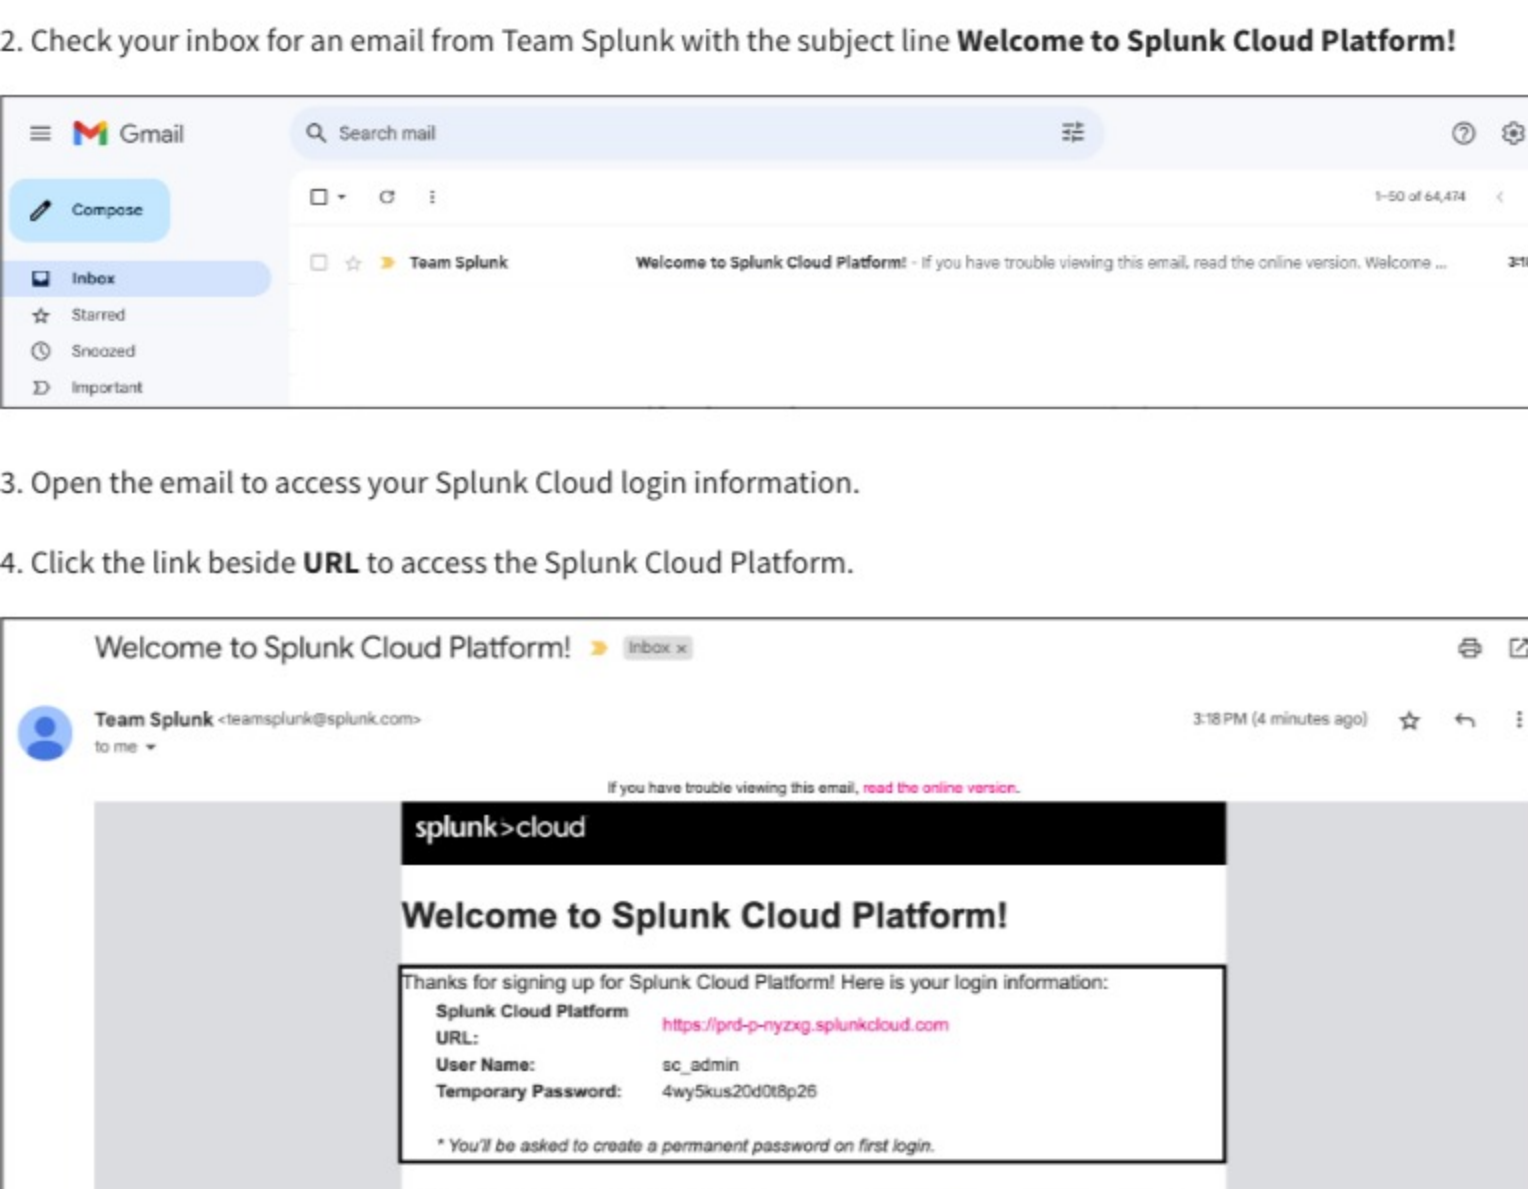 2. Check your inbox for an email from Team Splunk with the subject line Welcome to Splunk Cloud Platform!
Gmail
Search mail
Compose
1–50 of 64,474
Team Splunk Welcome to Splunk Cloud Platform! - If you have trouble viewing this email, read the online version. Welcome ...
Inbox
Starred
Snoozed
Important
3. Open the email to access your Splunk Cloud login information.
4. Click the link beside URL to access the Splunk Cloud Platform.
Welcome to Splunk Cloud Platform! Inbox x
Team Splunk <teamsplunk@splunk.com> 3:18 PM (4 minutes ago)
to me
If you have trouble viewing this email, read the online version.
splunk>cloud
Welcome to Splunk Cloud Platform!
Thanks for signing up for Splunk Cloud Platform! Here is your login information:
Splunk Cloud Platform
URL: https://prd-p-nyzxg.splunkcloud.com
User Name: sc_admin
Temporary Password: 4wy5kus20d0t8p26
* You'll be asked to create a permanent password on first login.